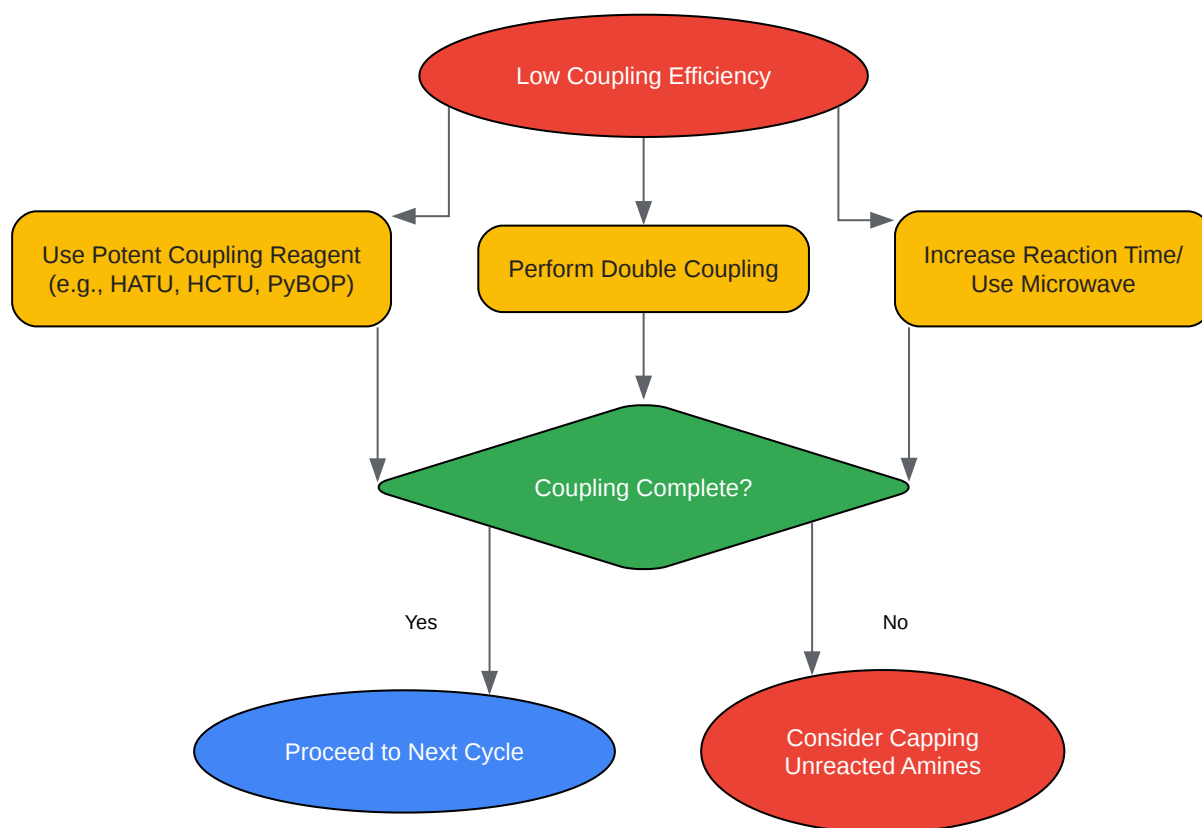 Low Coupling Efficiency
Use Potent Coupling Reagent
(e.g., HATU, HCTU, PyBOP)
Perform Double Coupling
Increase Reaction Time/
Use Microwave
Coupling Complete?
Yes
No
Proceed to Next Cycle
Consider Capping
Unreacted Amines